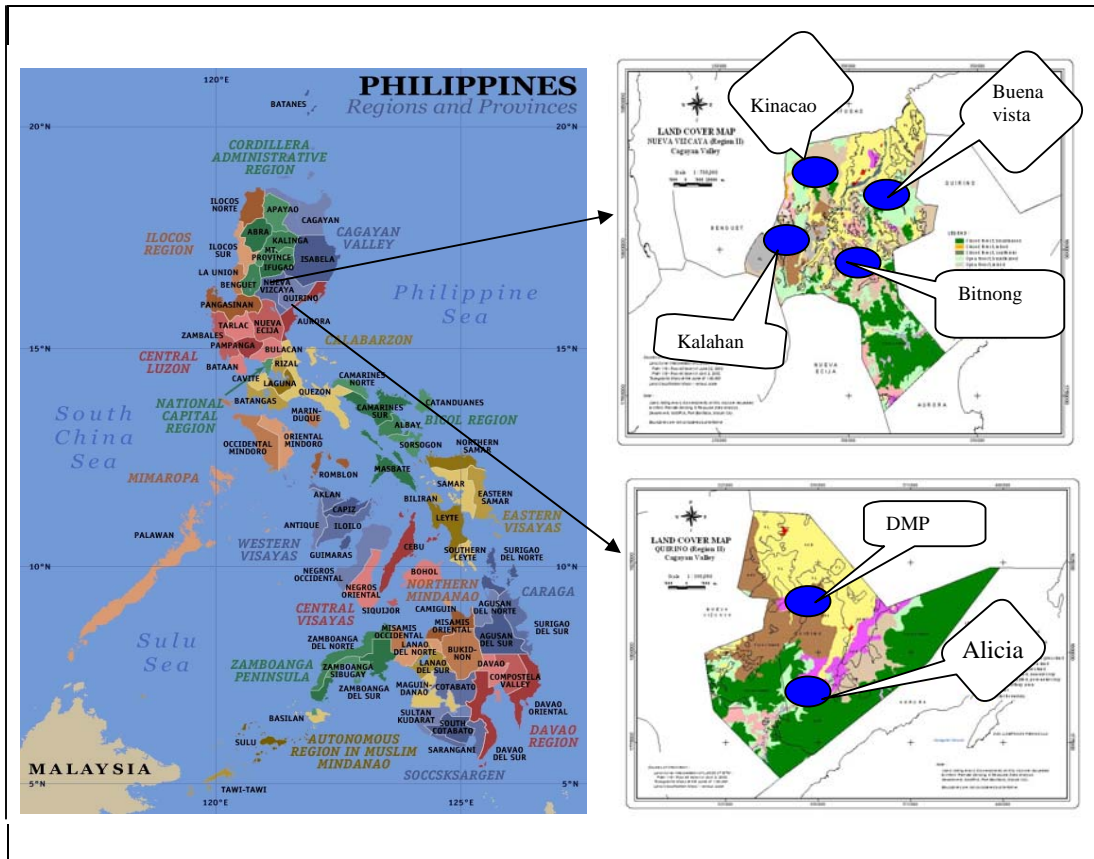 PHILIPPINES
Regions and Provinces
120°E
BATANES
20°N
CORDILLERA
ADMINISTRATIVE
REGION
ILOCOS
NORTE
APAYAO
CAGAYAN
ILOCOS
REGION
ABRA
KALINGA
CAGAYAN
VALLEY
ILOCOS
SUR
MT.
PROVINCE
ISABELA
IFUGAO
LA UNION
BENGUET
NUEVA
VIZCAYA
QUIRINO
Philippine
Sea
PANGASINAN
AURORA
TARLAC
NUEVA
ECIJA
ZAMBALES
PAMPANGA
CALABARZON
BULACAN
15°N
15°N
CENTRAL
LUZON
BATAAN
RIZAL
CAVITE
LAGUNA
CAMARINES
NORTE
NATIONAL
CAPITAL
REGION
BATANGAS
QUEZON
CATANDUANES
MARIN-
DUQUE
CAMARINES
SUR
BICOL REGION
ALBAY
South
China
Sea
OCCIDENTAL
MINDORO
ORIENTAL
MINDORO
SORSOGON
NORTHERN
SAMAR
MIMAROPA
ROMBLON
MASBATE
SAMAR
AKLAN
BILIRAN
EASTERN
SAMAR
CAPIZ
PALAWAN
ANTIQUE
ILOILO
LEYTE
EASTERN
VISAYAS
WESTERN
VISAYAS
CEBU
GUIMARAS
SOUTHERN
LEYTE
SURIGAO
DEL NORTE
10°N
10°N
NEGROS
OCCIDENTAL
BOHOL
NEGROS
ORIENTAL
NORTHERN
MINDANAO
CARAGA
CENTRAL
VISAYAS
SIQUIJOR
CAMIGUIN
AGUSAN
DEL NORTE
SURIGAO
DEL SUR
Sulu
Sea
MISAMIS
OCCIDENTAL
MISAMIS
ORIENTAL
ZAMBOANGA
DEL NORTE
LANAO
DEL NORTE
BUKID-
NON
AGUSAN
DEL SUR
ZAMBOANGA
PENINSULA
ZAMBOANGA
SIBUGAY
LANAO
DEL SUR
DAVAO
COMPOSTELA
VALLEY
ZAMBOANGA
DEL SUR
MAGUIN-
DANAO
COTABATO
DAVAO
ORIENTAL
BASILAN
SULTAN
KUDARAT
SOUTH
COTABATO
DAVAO
REGION
SULU
AUTONOMOUS
REGION IN MUSLIM
MINDANAO
SARANGANI
DAVAO
DEL SUR
MALAYSIA
SOCCSKSARGEN
TAWI-TAWI
5°N
5°N
120°E
125°E
Kinacao
Buena
vista
LAND COVER MAP
NUEVA VIZCAYA (Region II)
Cagayan Valley
QUIRINO
BENGUET
Bitnong
Kalahan
NUEVA
ECIJA
AURORA
DMP
LAND COVER MAP
QUIRINO (Region II)
Cagayan Valley
NUEVA
VIZCAYA
Alicia
AURORA